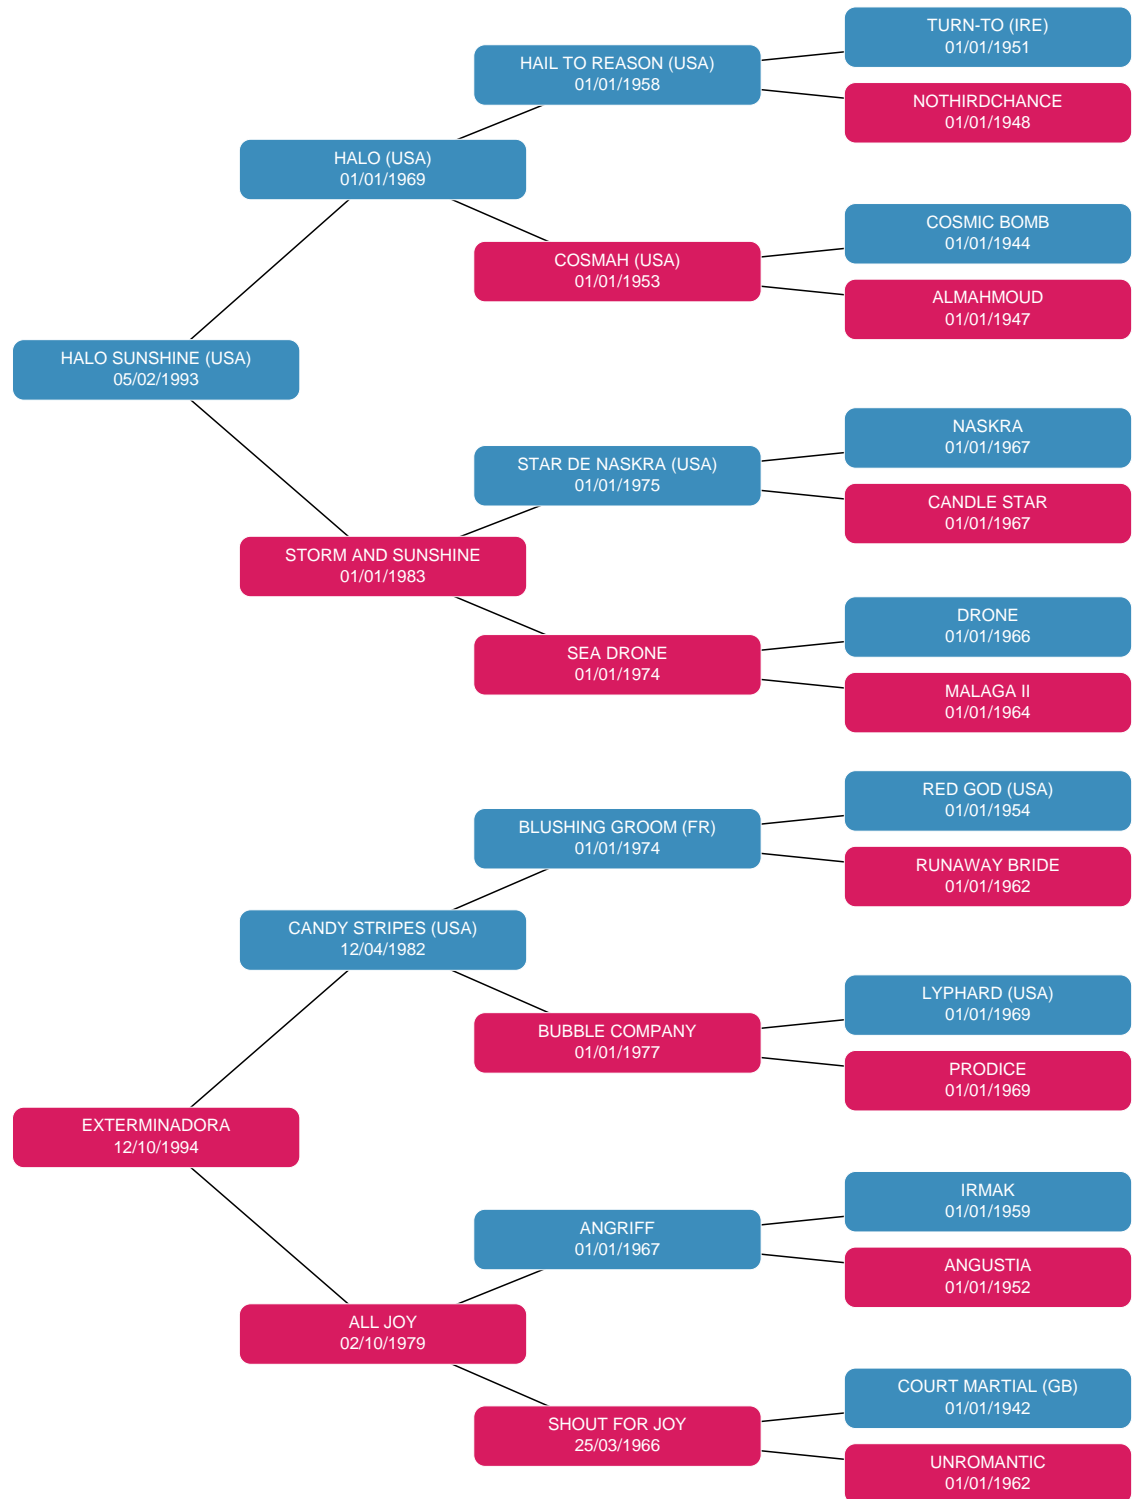 TURN-TO (IRE)
01/01/1951
HAIL TO REASON (USA)
01/01/1958
NOTHIRDCHANCE
01/01/1948
HALO (USA)
01/01/1969
COSMIC BOMB
01/01/1944
COSMAH (USA)
01/01/1953
ALMAHMOUD
01/01/1947
HALO SUNSHINE (USA)
05/02/1993
NASKRA
01/01/1967
STAR DE NASKRA (USA)
01/01/1975
CANDLE STAR
01/01/1967
STORM AND SUNSHINE
01/01/1983
DRONE
01/01/1966
SEA DRONE
01/01/1974
MALAGA II
01/01/1964
RED GOD (USA)
01/01/1954
BLUSHING GROOM (FR)
01/01/1974
RUNAWAY BRIDE
01/01/1962
CANDY STRIPES (USA)
12/04/1982
LYPHARD (USA)
01/01/1969
BUBBLE COMPANY
01/01/1977
PRODICE
01/01/1969
EXTERMINADORA
12/10/1994
IRMAK
01/01/1959
ANGRIFF
01/01/1967
ANGUSTIA
01/01/1952
ALL JOY
02/10/1979
COURT MARTIAL (GB)
01/01/1942
SHOUT FOR JOY
25/03/1966
UNROMANTIC
01/01/1962